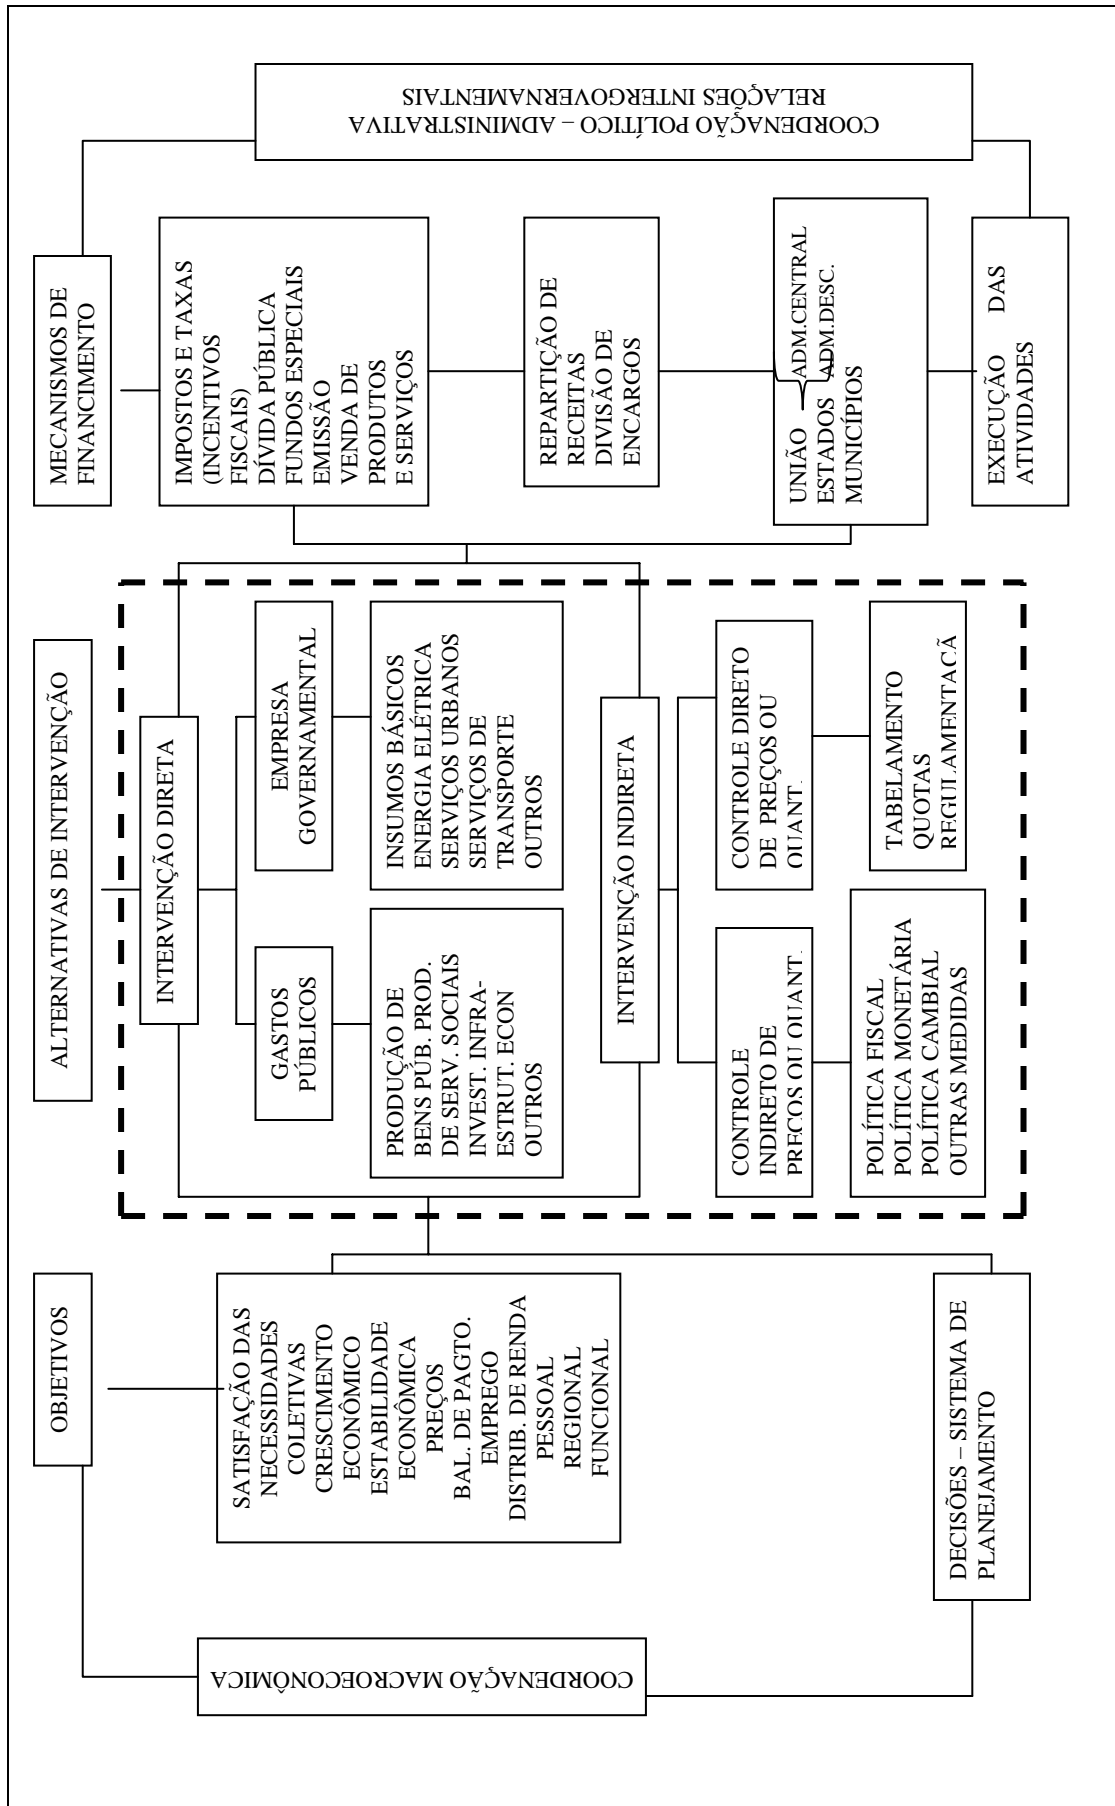 COORDENAÇÃO MACROECONÔMICA
OBJETIVOS
SATISFAÇÃO DAS
NECESSIDADES
COLETIVAS
CRESCIMENTO
ECONÔMICO
ESTABILIDADE
ECONÔMICA
PREÇOS
BAL. DE PAGTO.
EMPREGO
DISTRIB. DE RENDA
PESSOAL
REGIONAL
FUNCIONAL
DECISÕES – SISTEMA DE
PLANEJAMENTO
ALTERNATIVAS DE INTERVENÇÃO
INTERVENÇÃO DIRETA
GASTOS
PÚBLICOS
PRODUÇÃO DE
BENS PÚB. PROD.
DE SERV. SOCIAIS
INVEST. INFRA-
ESTRUT. ECON
OUTROS
EMPRESA
GOVERNAMENTAL
INSUMOS BÁSICOS
ENERGIA ELÉTRICA
SERVIÇOS URBANOS
SERVIÇOS DE
TRANSPORTE
OUTROS
INTERVENÇÃO INDIRETA
CONTROLE
INDIRETO DE
PREÇOS OU QUANT.
POLÍTICA FISCAL
POLÍTICA MONETÁRIA
POLÍTICA CAMBIAL
OUTRAS MEDIDAS
CONTROLE DIRETO
DE PREÇOS OU
QUANT.
TABELAMENTO
QUOTAS
REGULAMENTACÃ
MECANISMOS DE
FINANCIMENTO
IMPOSTOS E TAXAS
(INCENTIVOS
FISCAIS)
DÍVIDA PÚBLICA
FUNDOS ESPECIAIS
EMISSÃO
VENDA DE
PRODUTOS
E SERVIÇOS
REPARTIÇÃO DE
RECEITAS
DIVISÃO DE
ENCARGOS
UNIÃO ADM.CENTRAL
ESTADOS ADM.DESC.
MUNICÍPIOS
EXECUÇÃO DAS
ATIVIDADES
COORDENAÇÃO POLÍTICO – ADMINISTRATIVA
RELAÇÕES INTERGOVERNAMENTAIS